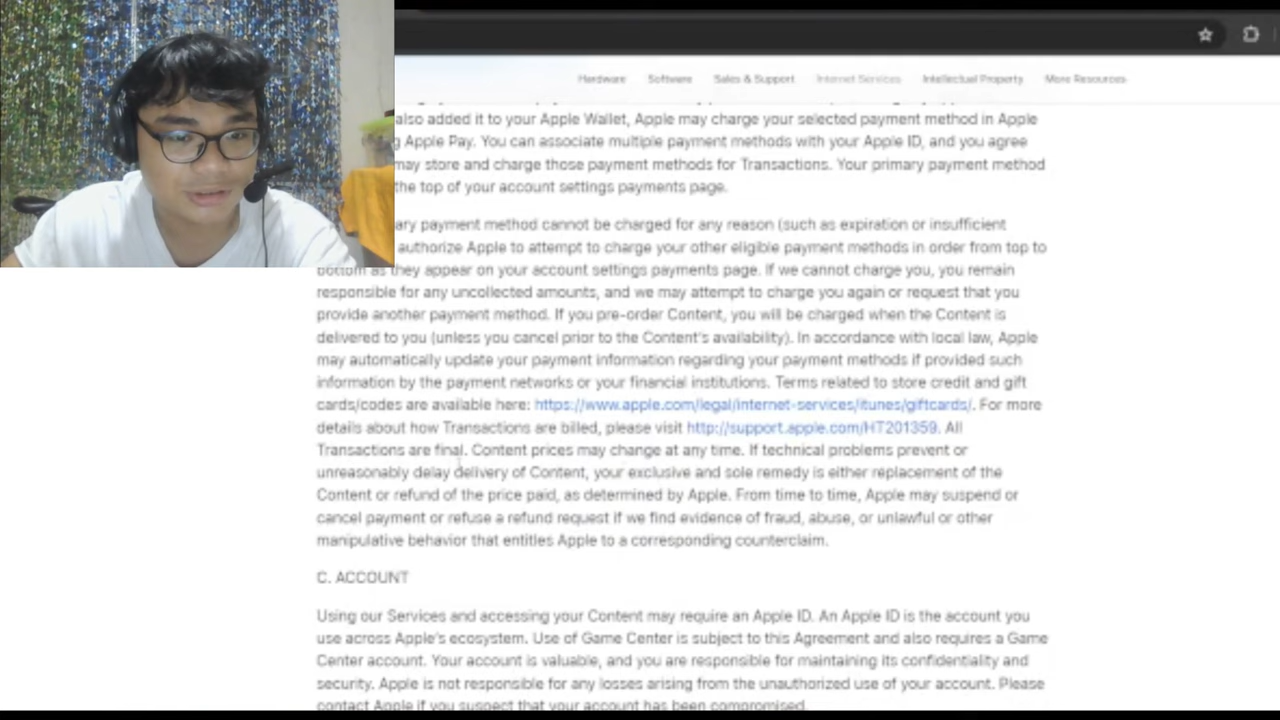 Hardware Software Sales & Support Internet Services Intellectual Property More Resources
also added it to your Apple Wallet, Apple may charge your selected payment method in Apple
g Apple Pay. You can associate multiple payment methods with your Apple ID, and you agree
may store and charge those payment methods for Transactions. Your primary payment method
the top of your account settings payments page.
ary payment method cannot be charged for any reason (such as expiration or insufficient
authorize Apple to attempt to charge your other eligible payment methods in order from top to
bottom as they appear on your account settings payments page. If we cannot charge you, you remain
responsible for any uncollected amounts, and we may attempt to charge you again or request that you
provide another payment method. If you pre-order Content, you will be charged when the Content is
delivered to you (unless you cancel prior to the Content's availability). In accordance with local law, Apple
may automatically update your payment information regarding your payment methods if provided such
information by the payment networks or your financial institutions. Terms related to store credit and gift
cards/codes are available here: https://www.apple.com/legal/internet-services/itunes/giftcards/. For more
details about how Transactions are billed, please visit http://support.apple.com/HT201359. All
Transactions are final. Content prices may change at any time. If technical problems prevent or
unreasonably delay delivery of Content, your exclusive and sole remedy is either replacement of the
Content or refund of the price paid, as determined by Apple. From time to time, Apple may suspend or
cancel payment or refuse a refund request if we find evidence of fraud, abuse, or unlawful or other
manipulative behavior that entitles Apple to a corresponding counterclaim.
C. ACCOUNT
Using our Services and accessing your Content may require an Apple ID. An Apple ID is the account you
use across Apple's ecosystem. Use of Game Center is subject to this Agreement and also requires a Game
Center account. Your account is valuable, and you are responsible for maintaining its confidentiality and
security. Apple is not responsible for any losses arising from the unauthorized use of your account. Please
contact Apple if you suspect that your account has been compromised.